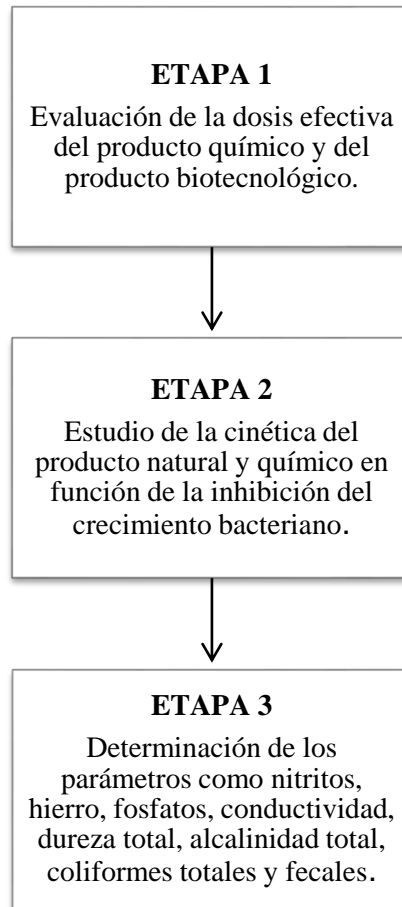 ETAPA 1
Evaluación de la dosis efectiva
del producto químico y del
producto biotecnológico.
ETAPA 2
Estudio de la cinética del
producto natural y químico en
función de la inhibición del
crecimiento bacteriano.
ETAPA 3
Determinación de los
parámetros como nitritos,
hierro, fosfatos, conductividad,
dureza total, alcalinidad total,
coliformes totales y fecales.